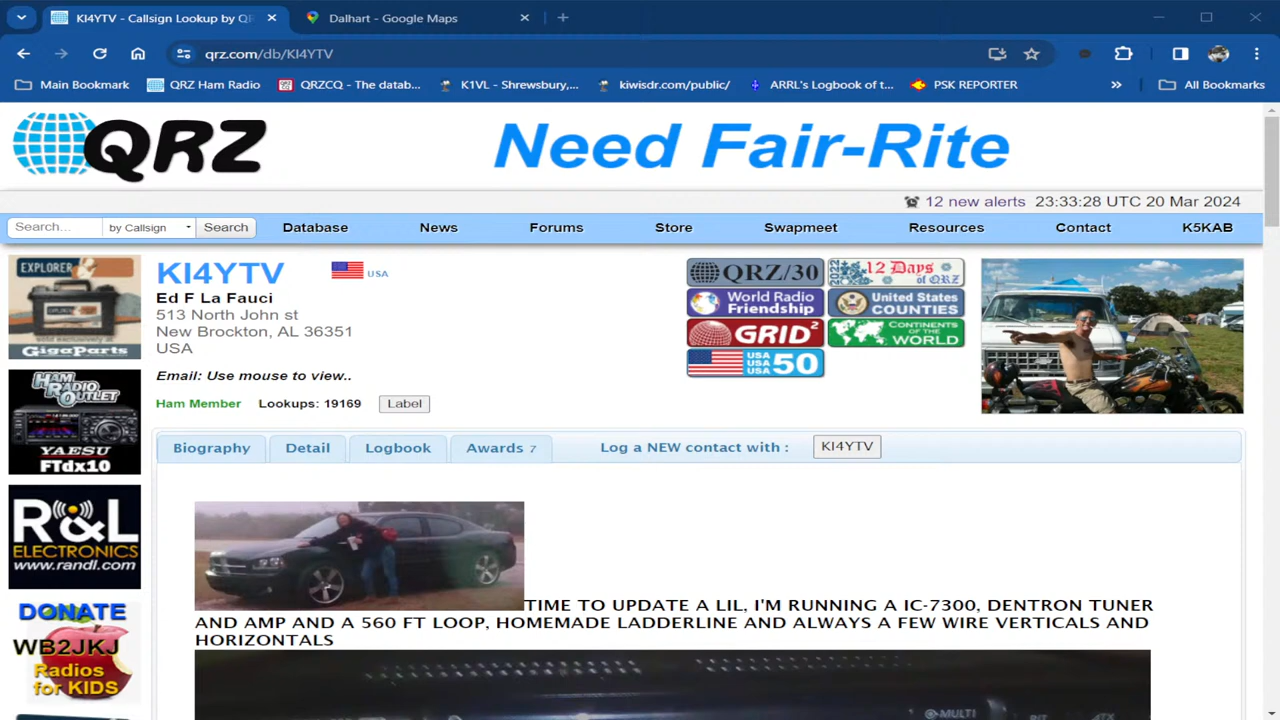 KI4YTV - Callsign Lookup by QR
Dalhart - Google Maps
qrz.com/db/KI4YTV
Main Bookmark
QRZ Ham Radio
QRZCQ - The datab...
K1VL - Shrewsbury,...
kiwisdr.com/public/
ARRL's Logbook of t...
PSK REPORTER
»
All Bookmarks
QRZ
Need Fair-Rite
12 new alerts 23:33:28 UTC 20 Mar 2024
Search...
by Callsign
Search
Database
News
Forums
Store
Swapmeet
Resources
Contact
K5KAB
EXPLORER
GigaParts
KI4YTV
USA
Ed F La Fauci
513 North John st
New Brockton, AL 36351
USA
Email: Use mouse to view..
Ham Member
Lookups: 19169
Label
QRZ/30
12 Days
of QRZ
World Radio
Friendship
United States
COUNTIES
GRID²
CONTINENTS
OF THE
WORLD
USA
USA
50
HAM RADIO
OUTLET
YAESU
FTdx10
Biography
Detail
Logbook
Awards 7
Log a NEW contact with :
KI4YTV
R&L
ELECTRONICS
www.randl.com
DONATE
WB2JKJ
Radios
for KIDS
TIME TO UPDATE A LIL, I'M RUNNING A IC-7300, DENTRON TUNER
AND AMP AND A 560 FT LOOP, HOMEMADE LADDERLINE AND ALWAYS A FEW WIRE VERTICALS AND
HORIZONTALS
MULTI